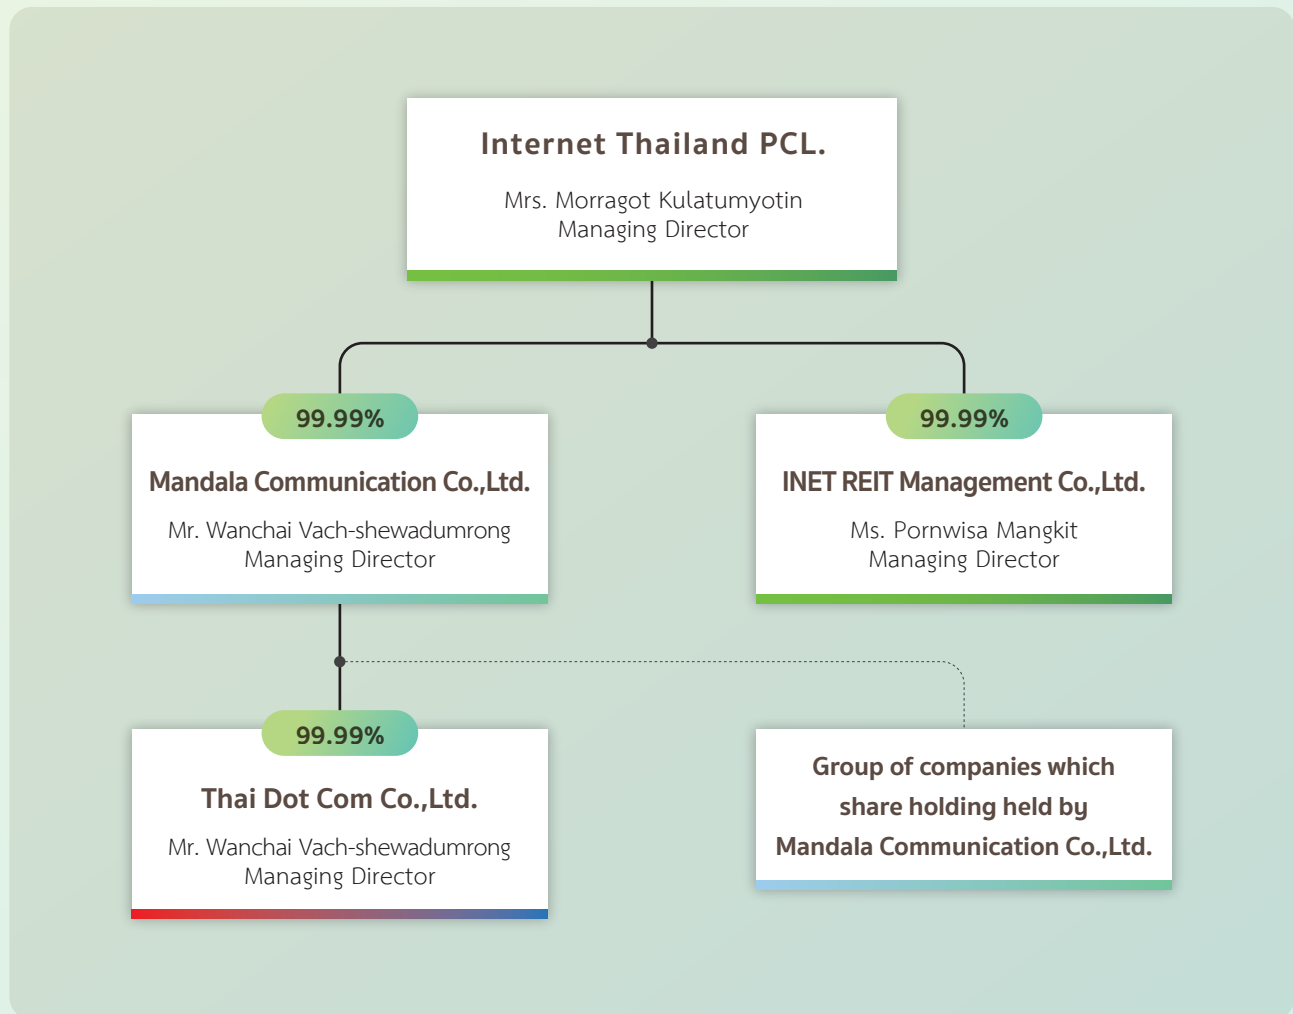 Internet Thailand PCL.
Mrs. Morragot Kulatumyotin
Managing Director
99.99%
Mandala Communication Co.,Ltd.
Mr. Wanchai Vach-shewadumrong
Managing Director
99.99%
INET REIT Management Co.,Ltd.
Ms. Pornwisa Mangkit
Managing Director
99.99%
Thai Dot Com Co.,Ltd.
Mr. Wanchai Vach-shewadumrong
Managing Director
Group of companies which
share holding held by
Mandala Communication Co.,Ltd.